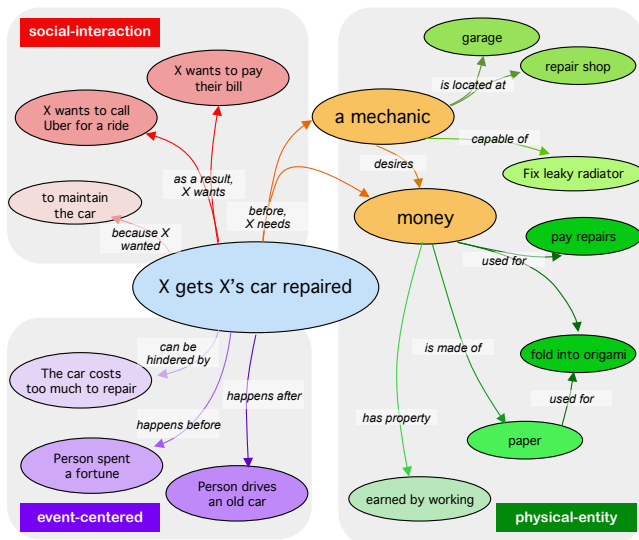 social-interaction
X wants to pay
their bill
X wants to call
Uber for a ride
to maintain
the car
as a result,
X wants
because X
wanted
before,
X needs
X gets X's car repaired
garage
repair shop
is located at
a mechanic
capable of
desires
Fix leaky radiator
money
pay repairs
used for
is made of
fold into origami
used for
has property
paper
earned by working
physical-entity
can be
hindered by
The car costs
too much to repair
happens after
happens before
Person spent
a fortune
Person drives
an old car
event-centered